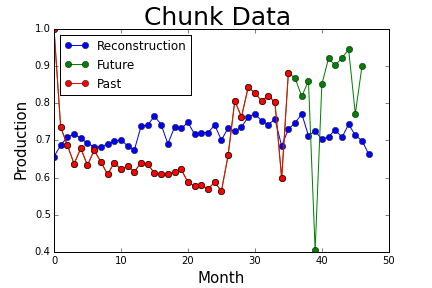 Chunk Data
Reconstruction
Future
Past
Production
1.0
0.9
0.8
0.7
0.6
0.5
0.4
0 10 20 30 40 50
Month